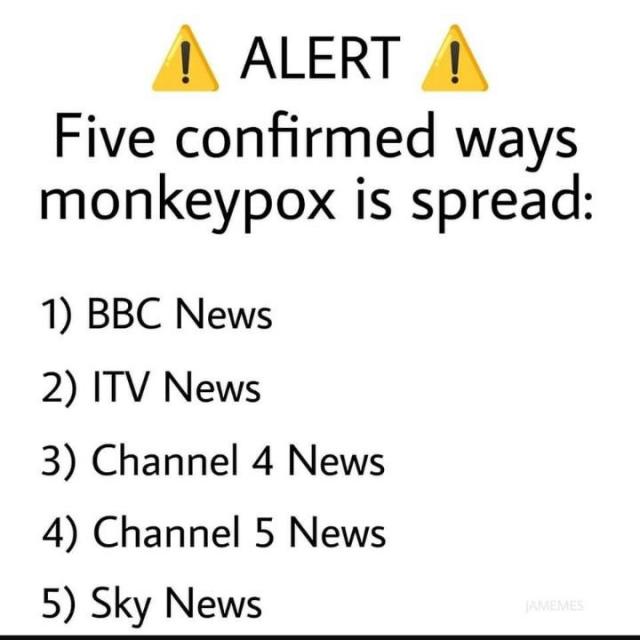 ⚠️ ALERT ⚠️
Five confirmed ways
monkeypox is spread:
1) BBC News
2) ITV News
3) Channel 4 News
4) Channel 5 News
5) Sky News
JAMEMES